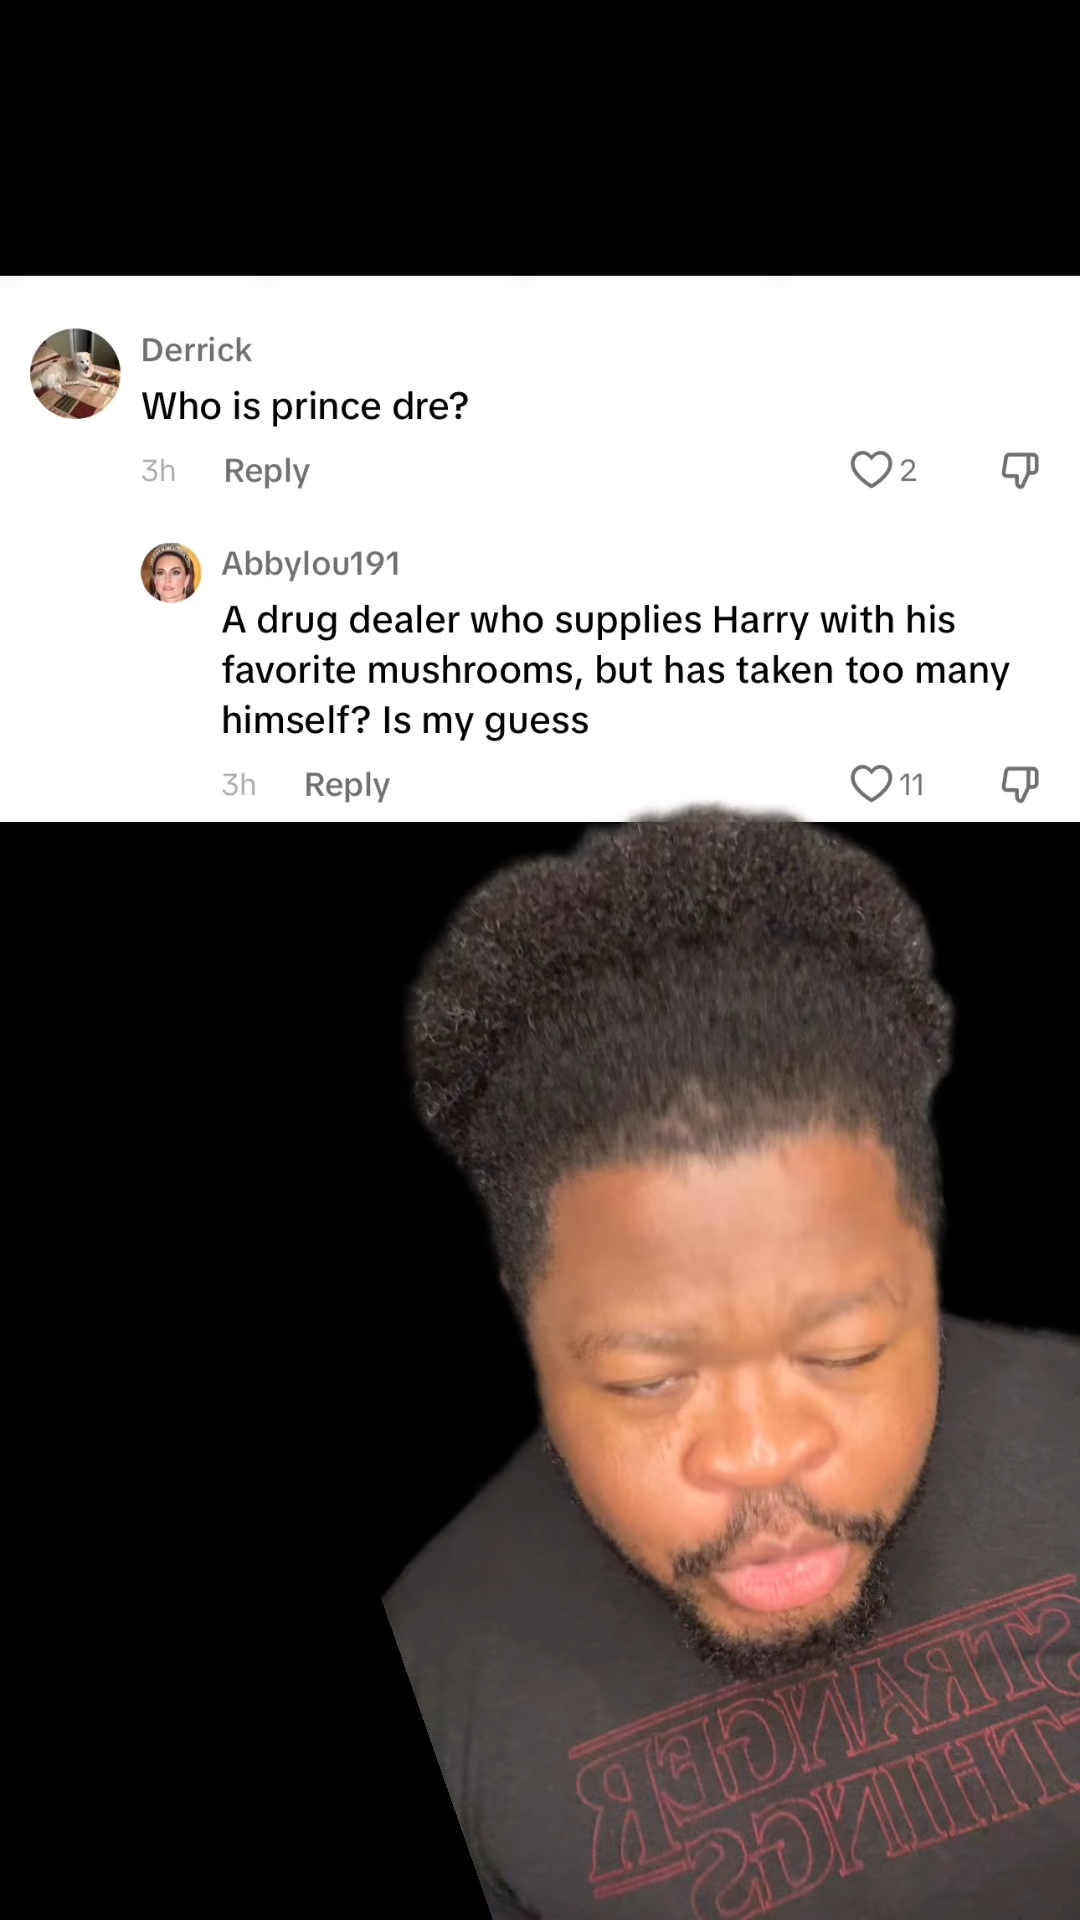 Derrick
Who is prince dre?
3h Reply 2
Abbylou191
A drug dealer who supplies Harry with his
favorite mushrooms, but has taken too many
himself? Is my guess
3h Reply 11
STRANGER
THINGS